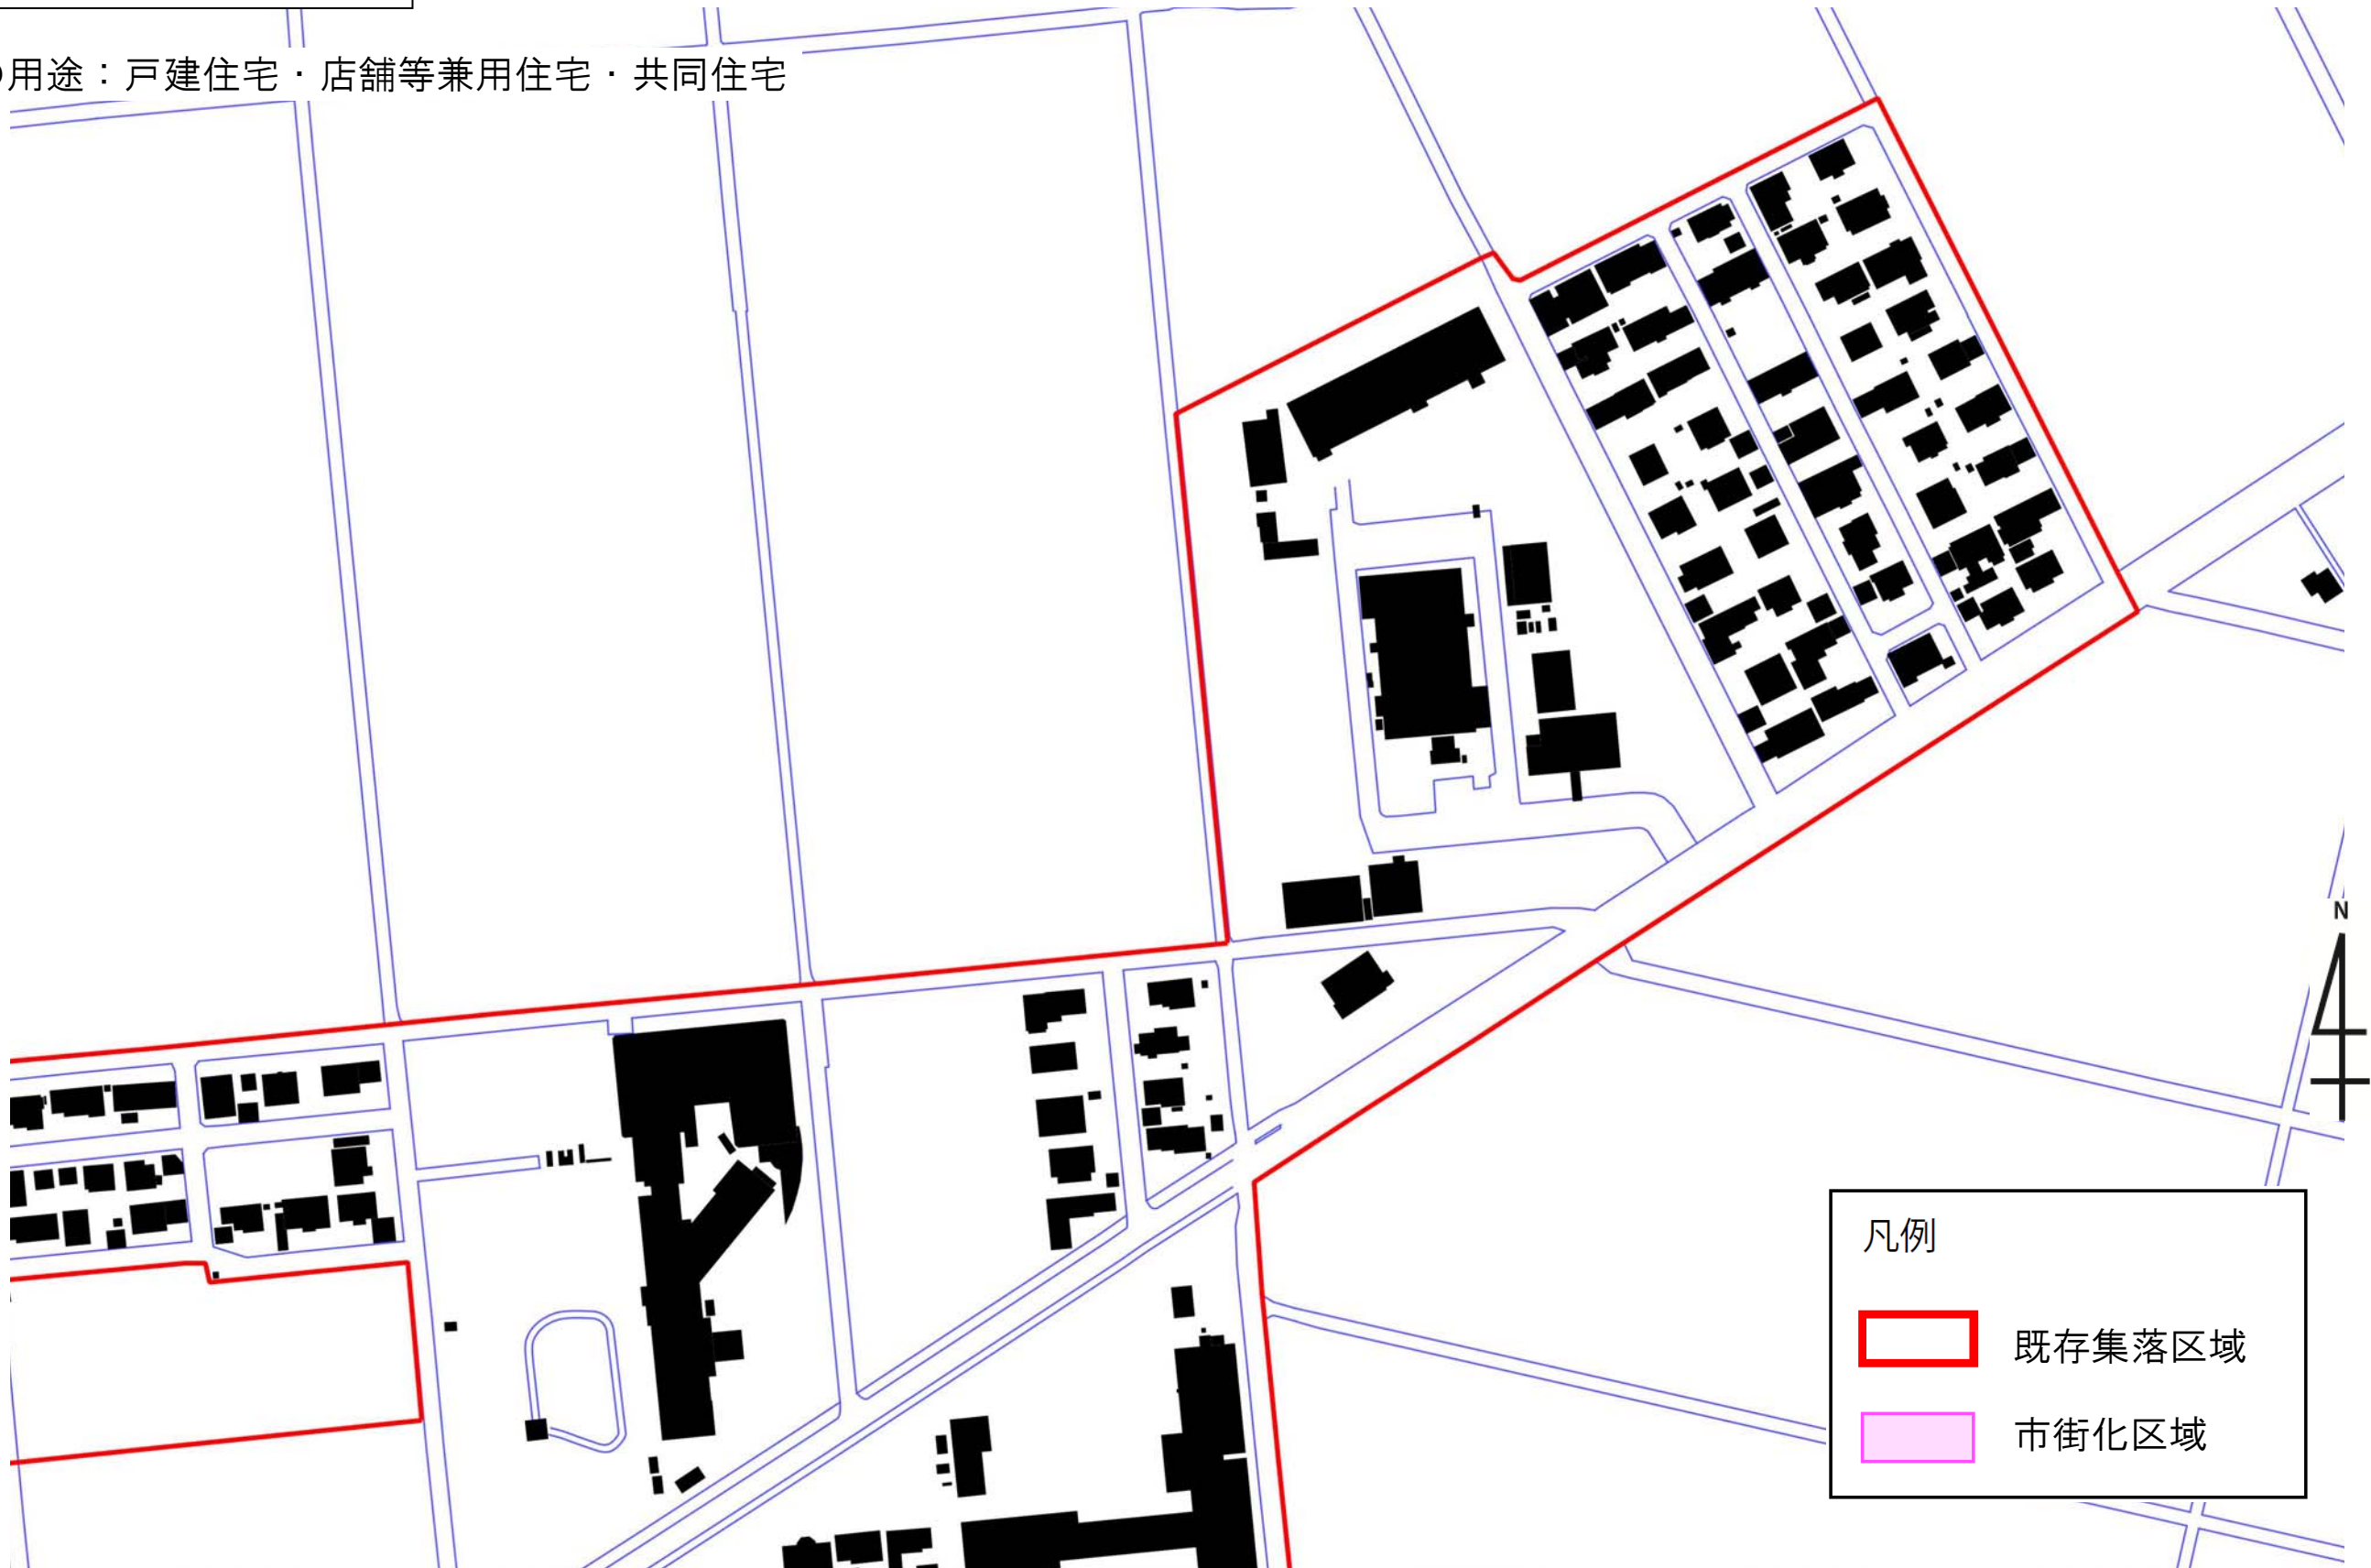 の用途：戸建住宅・店舗等兼用住宅・共同住宅
N
凡例
既存集落区域
市街化区域